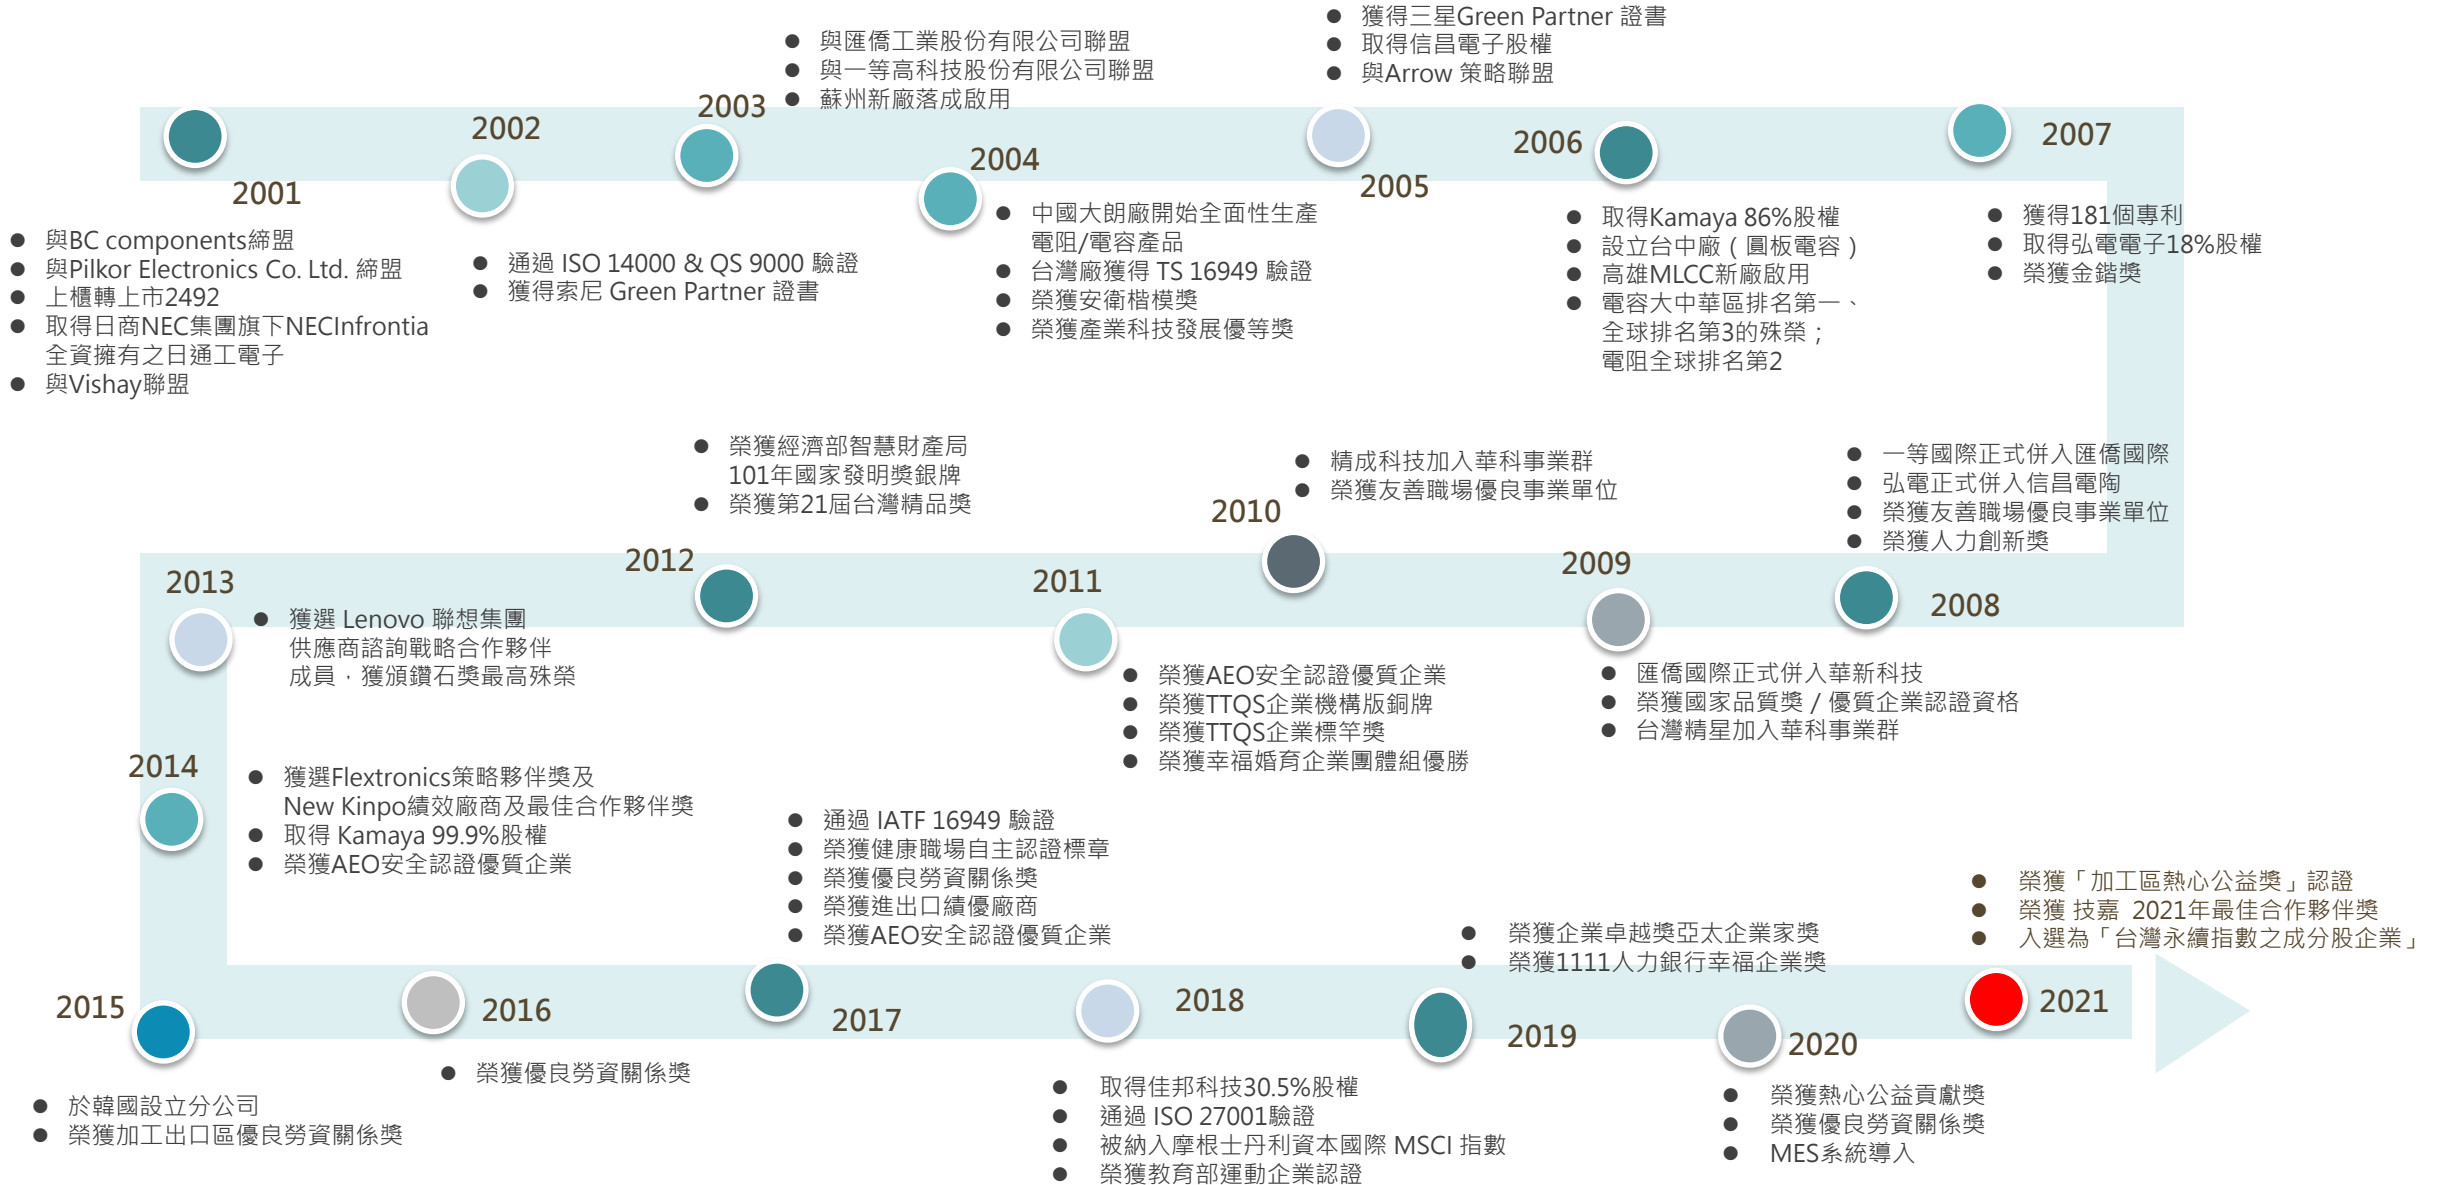 2001
● 與BC components締盟
● 與Pilkor Electronics Co. Ltd. 締盟
● 上櫃轉上市2492
● 取得日商NEC集團旗下NECInfrontia
全資擁有之日通工電子
● 與Vishay聯盟
2002
● 通過 ISO 14000 & QS 9000 驗證
● 獲得索尼 Green Partner 證書
2003
● 與匯僑工業股份有限公司聯盟
● 與一等高科技股份有限公司聯盟
● 蘇州新廠落成啟用
2004
● 中國大朗廠開始全面性生產
電阻/電容產品
● 台灣廠獲得 TS 16949 驗證
● 榮獲安衛楷模獎
● 榮獲產業科技發展優等獎
2005
● 獲得三星Green Partner 證書
● 取得信昌電子股權
● 與Arrow 策略聯盟
2006
● 取得Kamaya 86%股權
● 設立台中廠（圓板電容）
● 高雄MLCC新廠啟用
● 電容大中華區排名第一、
全球排名第3的殊榮；
電阻全球排名第2
2007
● 獲得181個專利
● 取得弘電電子18%股權
● 榮獲金鍇獎
2008
● 一等國際正式併入匯僑國際
● 弘電正式併入信昌電陶
● 榮獲友善職場優良事業單位
● 榮獲人力創新獎
2009
● 匯僑國際正式併入華新科技
● 榮獲國家品質獎 / 優質企業認證資格
● 台灣精星加入華科事業群
2010
● 精成科技加入華科事業群
● 榮獲友善職場優良事業單位
2011
● 榮獲AEO安全認證優質企業
● 榮獲TTQS企業機構版銅牌
● 榮獲TTQS企業標竿獎
● 榮獲幸福婚育企業團體組優勝
2012
● 榮獲經濟部智慧財產局
101年國家發明獎銀牌
● 榮獲第21屆台灣精品獎
2013
● 獲選 Lenovo 聯想集團
供應商諮詢戰略合作夥伴
成員，獲頒鑽石獎最高殊榮
2014
● 獲選Flextronics策略夥伴獎及
New Kinpo績效廠商及最佳合作夥伴獎
● 取得 Kamaya 99.9%股權
● 榮獲AEO安全認證優質企業
2015
● 於韓國設立分公司
● 榮獲加工出口區優良勞資關係獎
2016
● 榮獲優良勞資關係獎
2017
● 通過 IATF 16949 驗證
● 榮獲健康職場自主認證標章
● 榮獲優良勞資關係獎
● 榮獲進出口績優廠商
● 榮獲AEO安全認證優質企業
2018
● 取得佳邦科技30.5%股權
● 通過 ISO 27001驗證
● 被納入摩根士丹利資本國際 MSCI 指數
● 榮獲教育部運動企業認證
2019
● 榮獲企業卓越獎亞太企業家獎
● 榮獲1111人力銀行幸福企業獎
2020
● 榮獲熱心公益貢獻獎
● 榮獲優良勞資關係獎
● MES系統導入
2021
● 榮獲「加工區熱心公益獎」認證
● 榮獲 技嘉 2021年最佳合作夥伴獎
● 入選為「台灣永續指數之成分股企業」